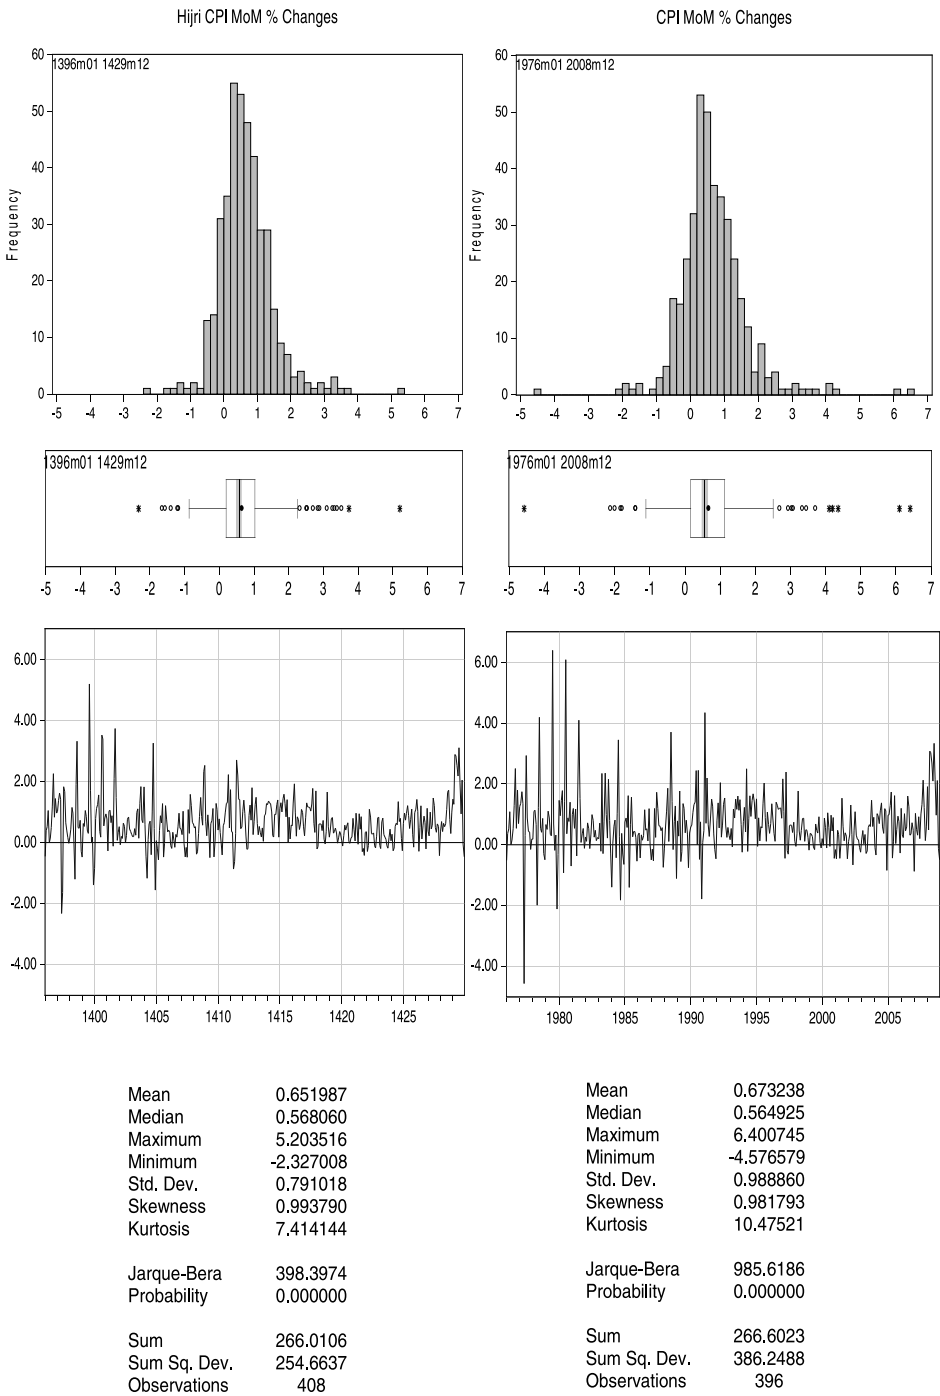 Hijri CPI MoM % Changes
1396m01 1429m12
60
50
40
30
20
10
0
Frequency
-5 -4 -3 -2 -1 0 1 2 3 4 5 6 7
1396m01 1429m12
-5 -4 -3 -2 -1 0 1 2 3 4 5 6 7
6.00
4.00
2.00
0.00
-2.00
-4.00
1400 1405 1410 1415 1420 1425
Mean 0.651987
Median 0.568060
Maximum 5.203516
Minimum -2.327008
Std. Dev. 0.791018
Skewness 0.993790
Kurtosis 7.414144
Jarque-Bera 398.3974
Probability 0.000000
Sum 266.0106
Sum Sq. Dev. 254.6637
Observations 408
CPI MoM % Changes
1976m01 2008m12
60
50
40
30
20
10
0
Frequency
-5 -4 -3 -2 -1 0 1 2 3 4 5 6 7
1976m01 2008m12
-5 -4 -3 -2 -1 0 1 2 3 4 5 6 7
6.00
4.00
2.00
0.00
-2.00
-4.00
1980 1985 1990 1995 2000 2005
Mean 0.673238
Median 0.564925
Maximum 6.400745
Minimum -4.576579
Std. Dev. 0.988860
Skewness 0.981793
Kurtosis 10.47521
Jarque-Bera 985.6186
Probability 0.000000
Sum 266.6023
Sum Sq. Dev. 386.2488
Observations 396